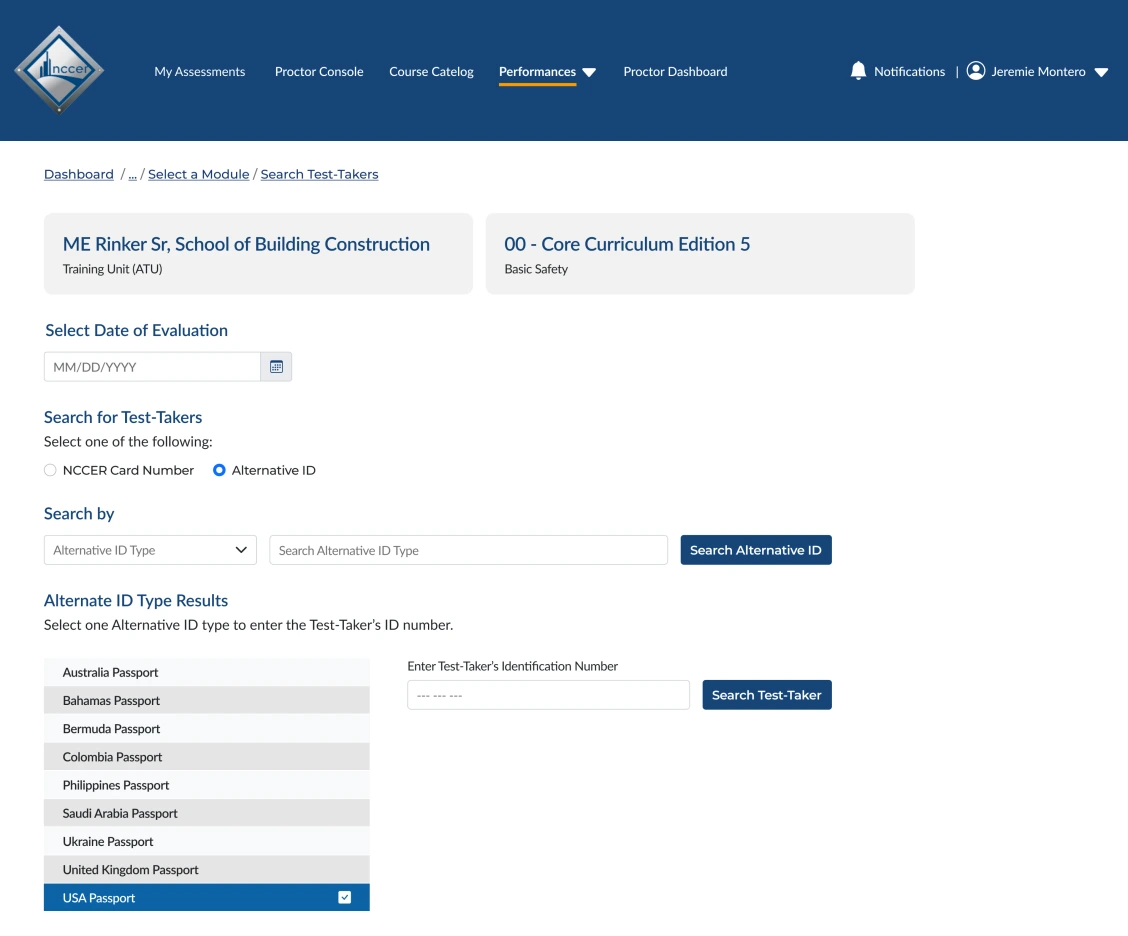 nccer
My Assessments Proctor Console Course Catelog Performances Proctor Dashboard Notifications | Jeremie Montero
Dashboard / ... / Select a Module / Search Test-Takers
ME Rinker Sr, School of Building Construction
Training Unit (ATU)
00 - Core Curriculum Edition 5
Basic Safety
Select Date of Evaluation
MM/DD/YYYY
Search for Test-Takers
Select one of the following:
NCCER Card Number Alternative ID
Search by
Alternative ID Type Search Alternative ID Type Search Alternative ID
Alternate ID Type Results
Select one Alternative ID type to enter the Test-Taker’s ID number.
Australia Passport
Bahamas Passport
Bermuda Passport
Colombia Passport
Philippines Passport
Saudi Arabia Passport
Ukraine Passport
United Kingdom Passport
USA Passport
Enter Test-Taker’s Identification Number
--- --- --- Search Test-Taker